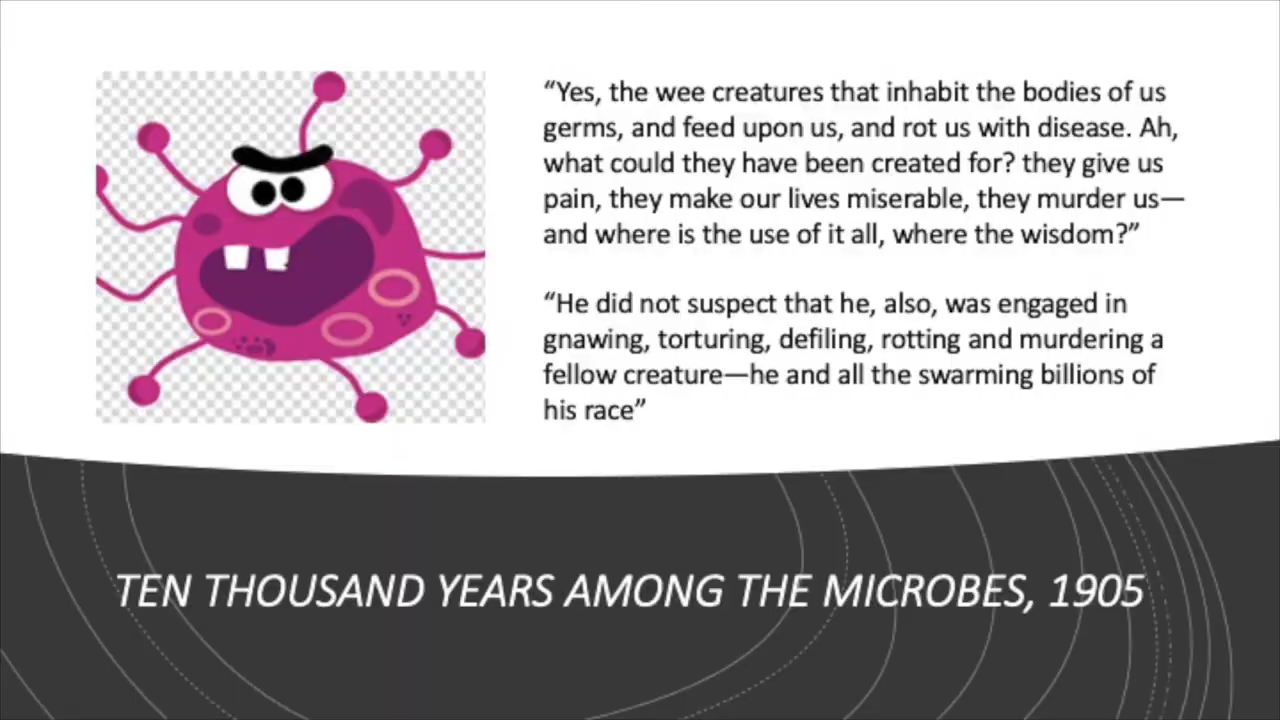 “Yes, the wee creatures that inhabit the bodies of us
germs, and feed upon us, and rot us with disease. Ah,
what could they have been created for? they give us
pain, they make our lives miserable, they murder us—
and where is the use of it all, where the wisdom?”
“He did not suspect that he, also, was engaged in
gnawing, torturing, defiling, rotting and murdering a
fellow creature—he and all the swarming billions of
his race”
TEN THOUSAND YEARS AMONG THE MICROBES, 1905